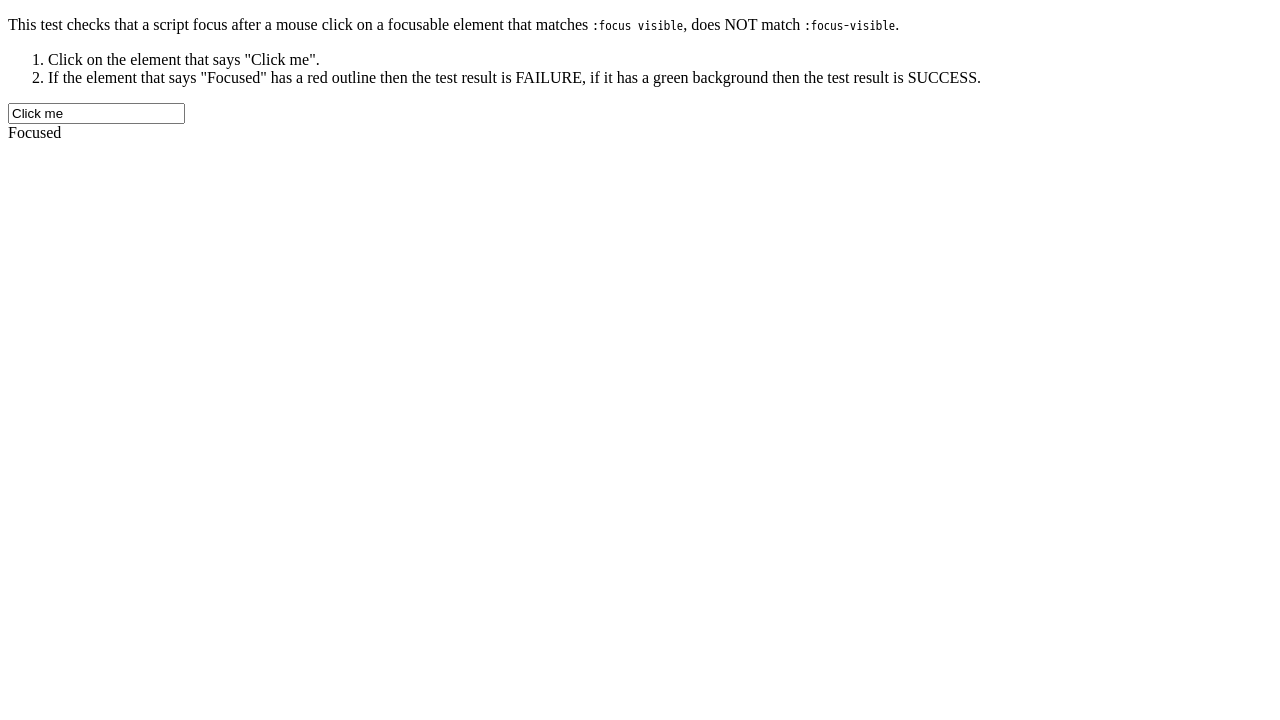 This test checks that a script focus after a mouse click on a focusable element that matches :focus visible, does NOT match :focus-visible.
1. Click on the element that says "Click me".
2. If the element that says "Focused" has a red outline then the test result is FAILURE, if it has a green background then the test result is SUCCESS.
Click me
Focused